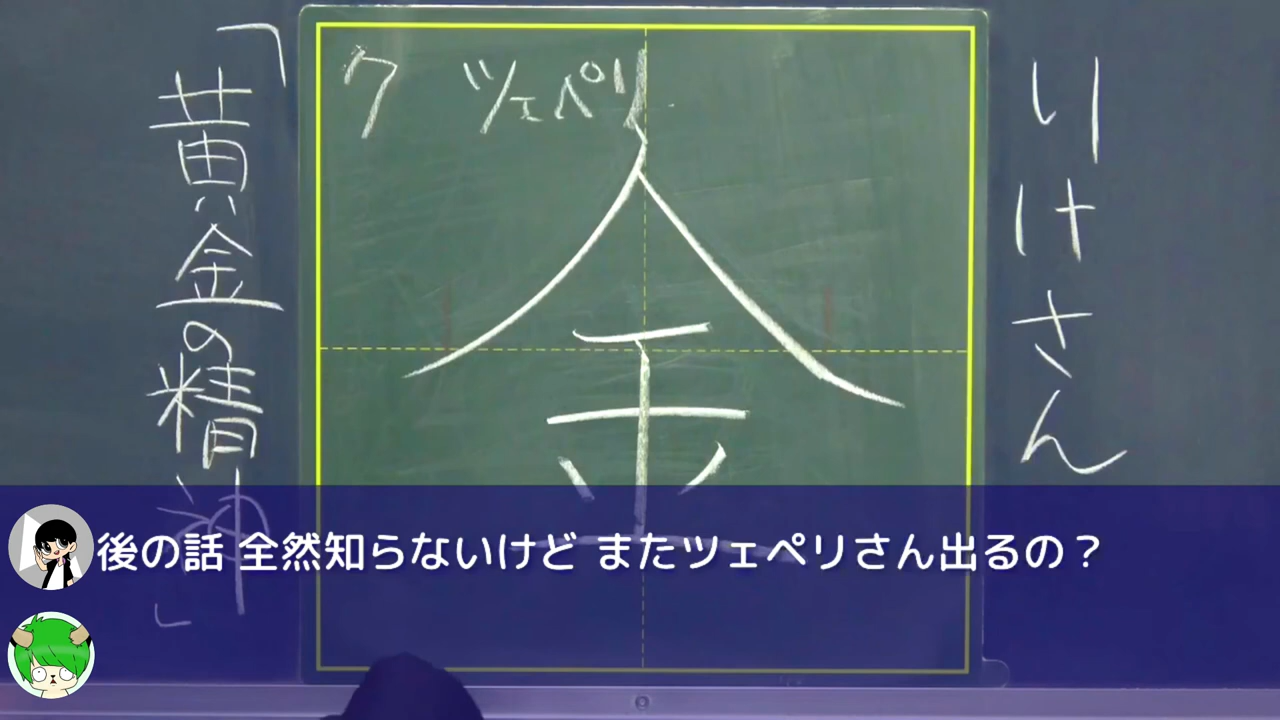 いけさん
ク ツェペリ
金
「黄金の精神」
後の話 全然知らないけど またツェペリさん出るの？